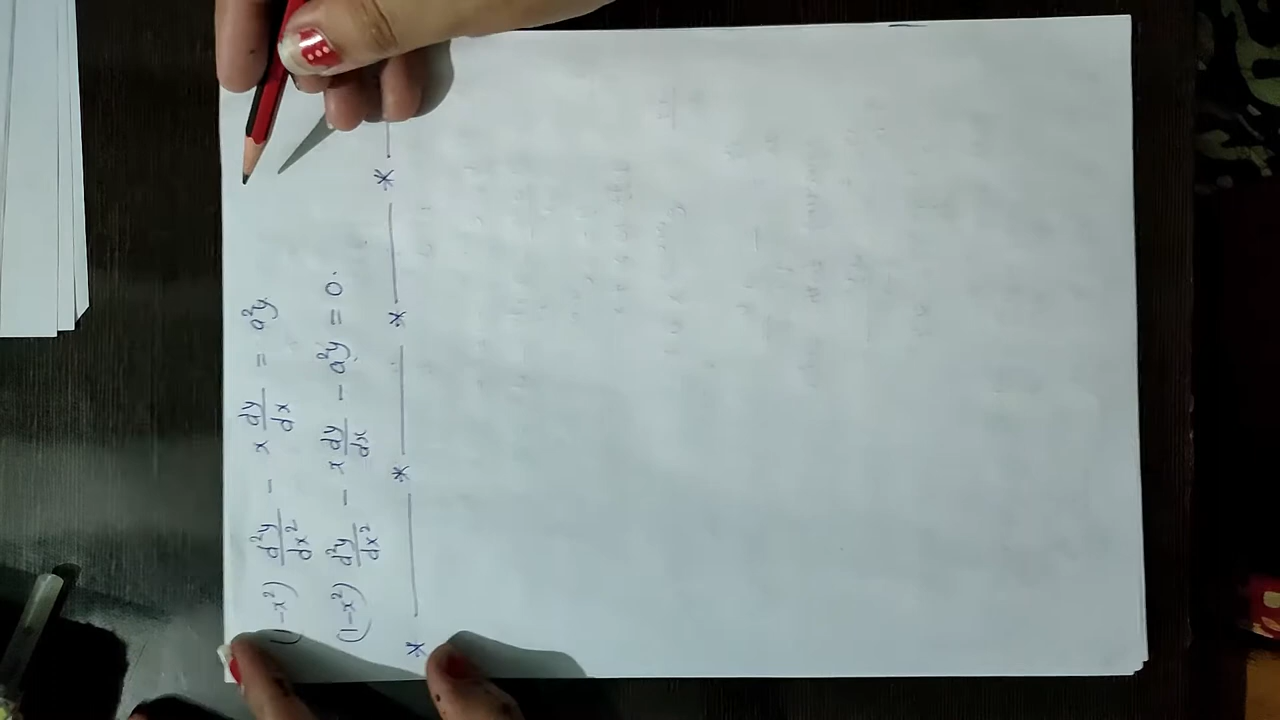 (1-x²) d²y/dx² - x dy/dx = a²y
(1-x²) d²y/dx² - x dy/dx - a²y = 0.
* —— * —— * —— * —